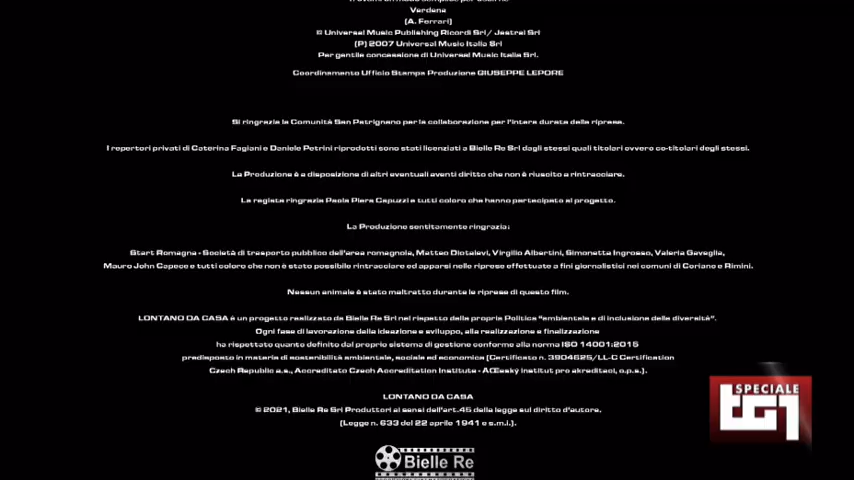 Verdena
(A. Ferrari)
© Universal Music Publishing Ricordi Srl/ Jestrai Srl
(P) 2007 Universal Music Italia Srl
Per gentile concessione di Universal Music Italia Srl.
Coordinamento Ufficio Stampa Produzione GIUSEPPE LEPORE
Si ringrazia la Comunità San Patrignano per la collaborazione per l'intera durata delle riprese.
I repertori privati di Caterina Fagiani e Daniele Petrini riprodotti sono stati licenziati a Bielle Re Srl dagli stessi quali titolari ovvero co-titolari degli stessi.
La Produzione è a disposizione di altri eventuali aventi diritto che non è riuscito a rintracciare.
La regista ringrazia Paola Piera Capuzzi e tutti coloro che hanno partecipato al progetto.
La Produzione sentitamente ringrazia:
Start Romagna - Società di trasporto pubblico dell'area romagnola, Matteo Diotalevi, Virgilio Albertini, Simonetta Ingrosso, Valeria Gaveglia,
Mauro John Capece e tutti coloro che non è stato possibile rintracciare ed apparsi nelle riprese effettuate a fini giornalistici nei comuni di Coriano e Rimini.
Nessun animale è stato maltratto durante le riprese di questo film.
LONTANO DA CASA è un progetto realizzato da Bielle Re Srl nel rispetto della propria Politica "ambientale e di inclusione delle diversità".
Ogni fase di lavorazione dalla ideazione e sviluppo, alla realizzazione e finalizzazione
ha rispettato quanto definito dal proprio sistema di gestione conforme alla norma ISO 14001:2015
predisposto in materia di sostenibilità ambientale, sociale ed economica (Certificato n. 3904625/LL-C Certification
Czech Republic a.s., Accreditato Czech Accreditation Institute - AŒeský institut pro akreditaci, o.p.s.).
LONTANO DA CASA
© 2021, Bielle Re Srl Produttori ai sensi dell'art.45 della legge sul diritto d'autore.
(Legge n. 633 del 22 aprile 1941 e s.m.i.).
SPECIALE
TG1
Bielle Re